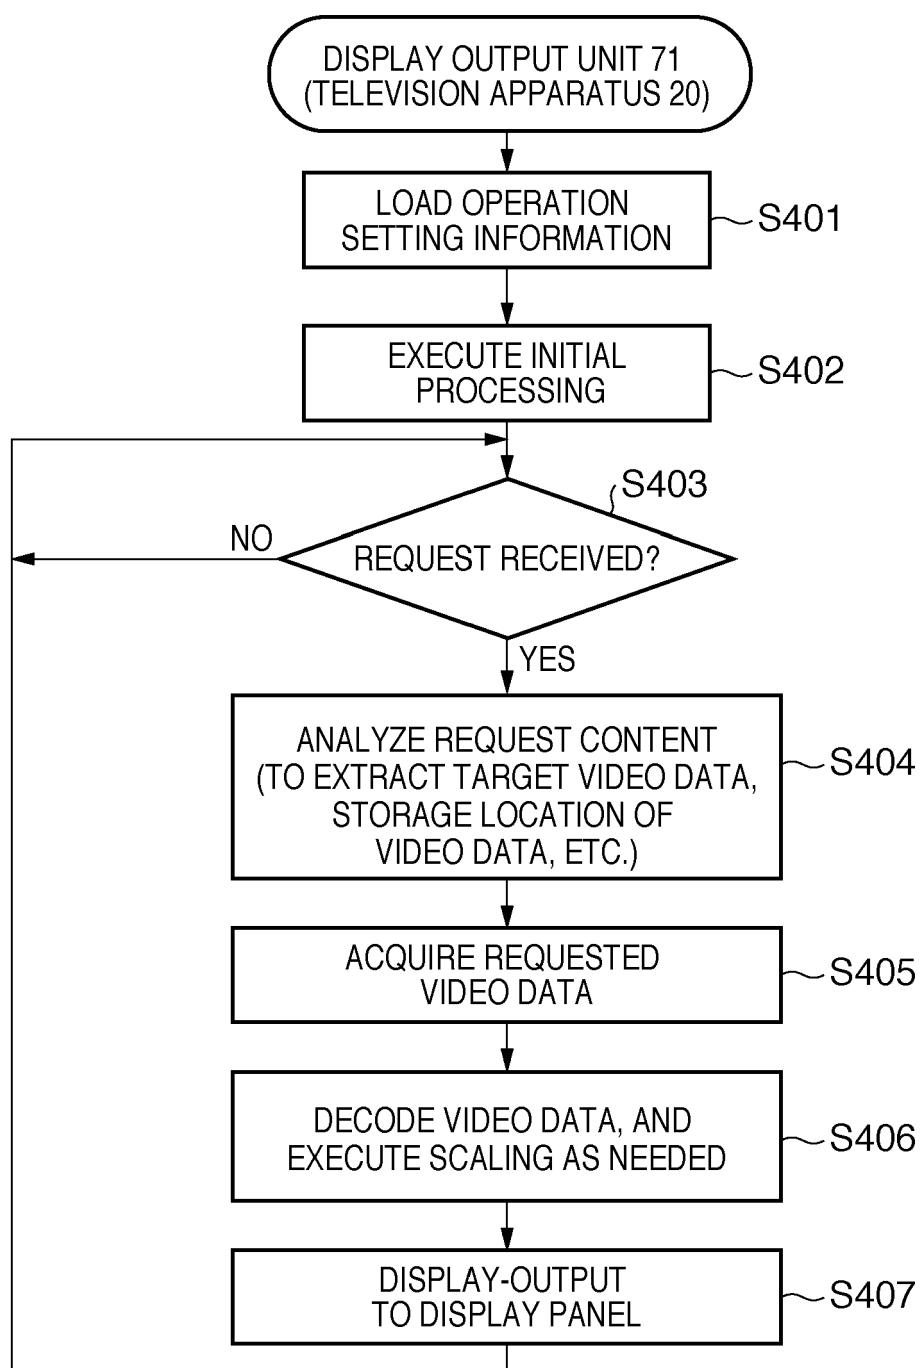 DISPLAY OUTPUT UNIT 71
(TELEVISION APPARATUS 20)
LOAD OPERATION
SETTING INFORMATION
S401
EXECUTE INITIAL
PROCESSING
S402
S403
NO
REQUEST RECEIVED?
YES
ANALYZE REQUEST CONTENT
(TO EXTRACT TARGET VIDEO DATA,
STORAGE LOCATION OF
VIDEO DATA, ETC.)
S404
ACQUIRE REQUESTED
VIDEO DATA
S405
DECODE VIDEO DATA, AND
EXECUTE SCALING AS NEEDED
S406
DISPLAY-OUTPUT
TO DISPLAY PANEL
S407